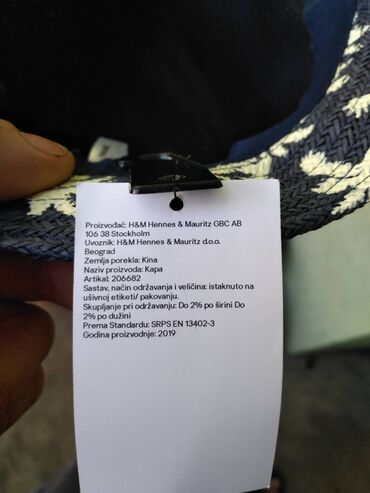 Proizvođač: H&M Hennes & Mauritz GBC AB
106 38 Stockholm
Uvoznik: H&M Hennes & Mauritz d.o.o.
Beograd
Zemlja porekla: Kina
Naziv proizvoda: Kapa
Artikal: 206682
Sastav, način održavanja i veličina: istaknuto na
ušivnoj etiketi/ pakovanju.
Skupljanje pri održavanju: Do 2% po širini Do
2% po dužini
Prema Standardu: SRPS EN 13402-3
Godina proizvodnje: 2019